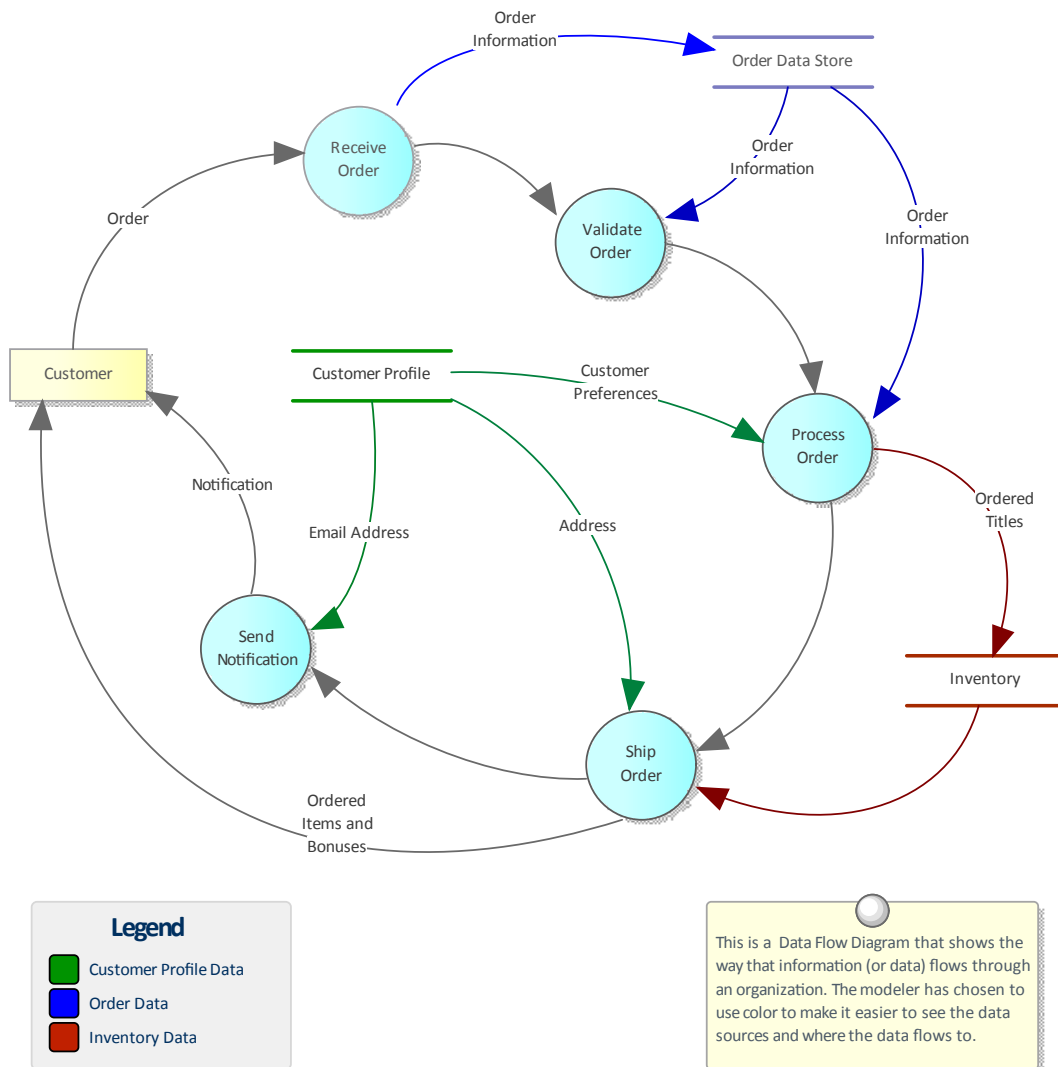 Order
Information
Order Data Store
Receive
Order
Order
Information
Validate
Order
Order
Information
Order
Customer
Customer Profile
Customer
Preferences
Process
Order
Notification
Email Address
Address
Ordered
Titles
Send
Notification
Inventory
Ship
Order
Ordered
Items and
Bonuses
Legend
Customer Profile Data
Order Data
Inventory Data
This is a Data Flow Diagram that shows the
way that information (or data) flows through
an organization. The modeler has chosen to
use color to make it easier to see the data
sources and where the data flows to.